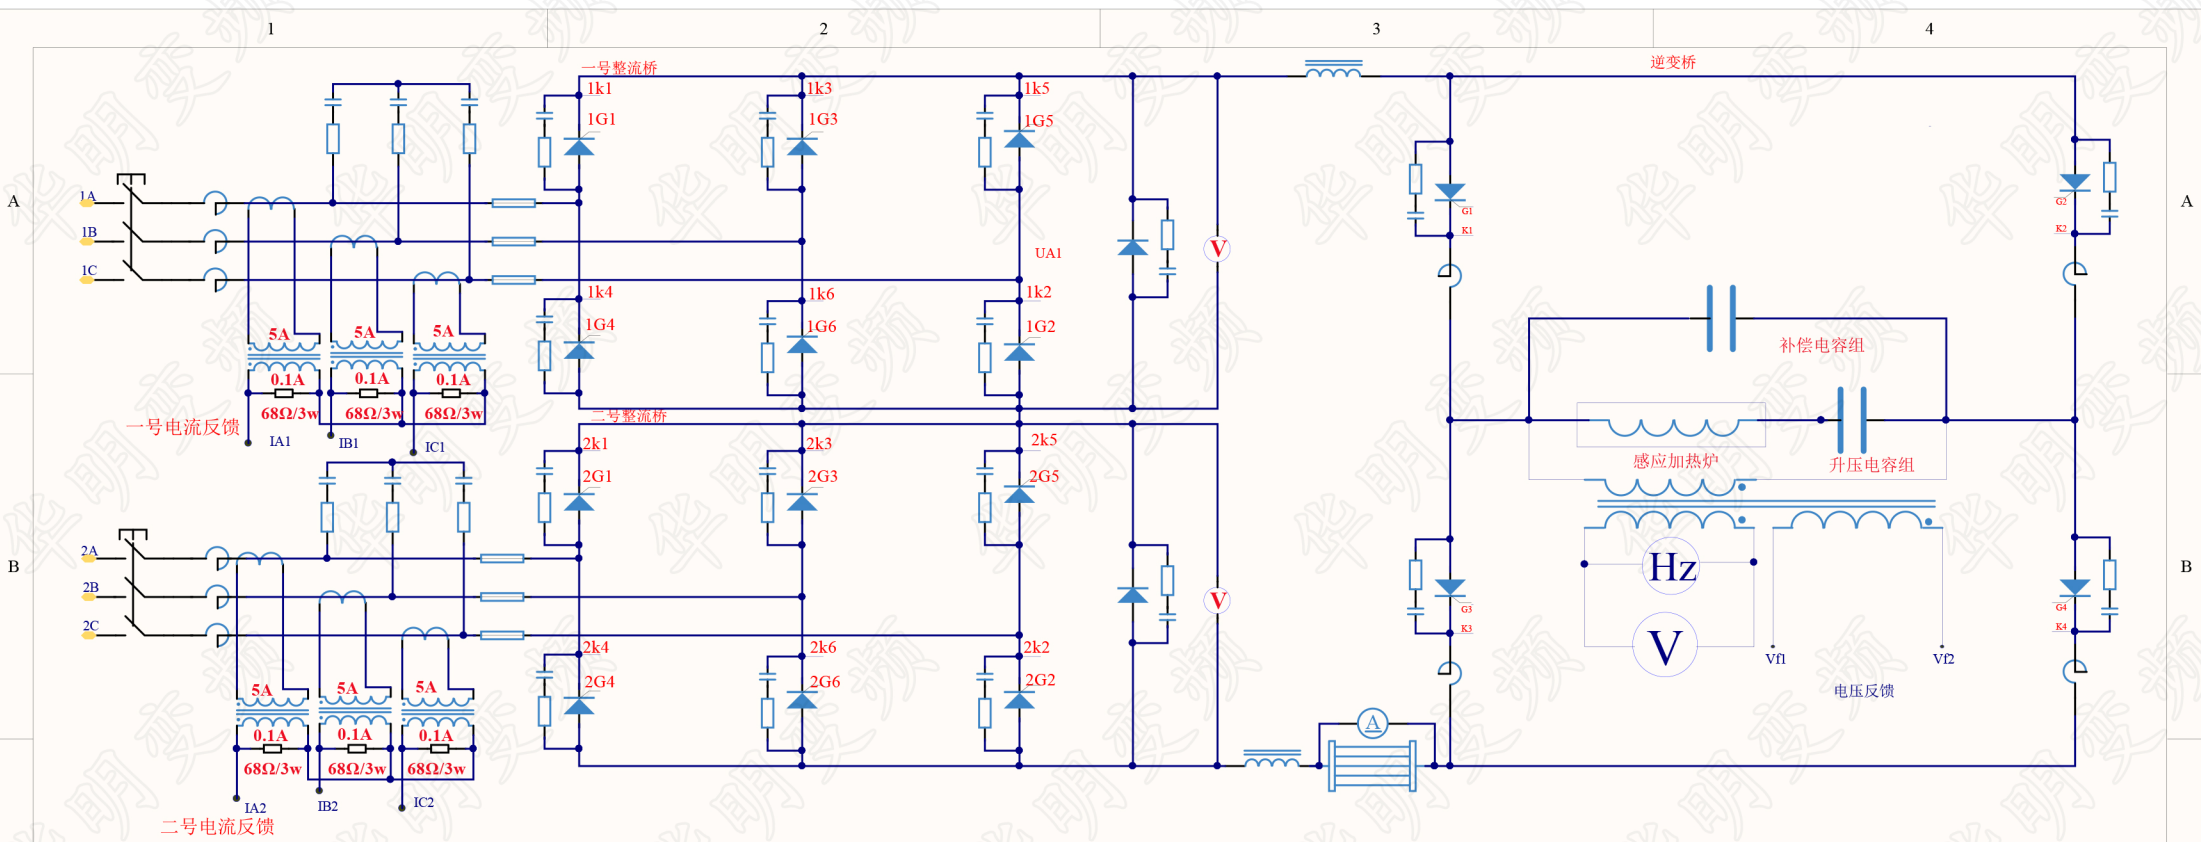 1 2 3 4
一号整流桥
逆变桥
1k1 1k3 1k5
1G1 1G3 1G5
A A
1A
1B
1C
G1 G2
K1 K2
UA1
V
1k4 1k6 1k2
1G4 1G6 1G2
5A 5A 5A
0.1A 0.1A 0.1A
68Ω/3w 68Ω/3w 68Ω/3w
补偿电容组
一号电流反馈
IA1 IB1 IC1
二号整流桥
2k1 2k3 2k5
2G1 2G3 2G5
感应加热炉
升压电容组
B B
2A
2B
2C
Hz
V
V
G3 G4
K3 K4
2k4 2k6 2k2
2G4 2G6 2G2
Vf1 Vf2
电压反馈
5A 5A 5A
0.1A 0.1A 0.1A
68Ω/3w 68Ω/3w 68Ω/3w
A
IA2 IB2 IC2
二号电流反馈